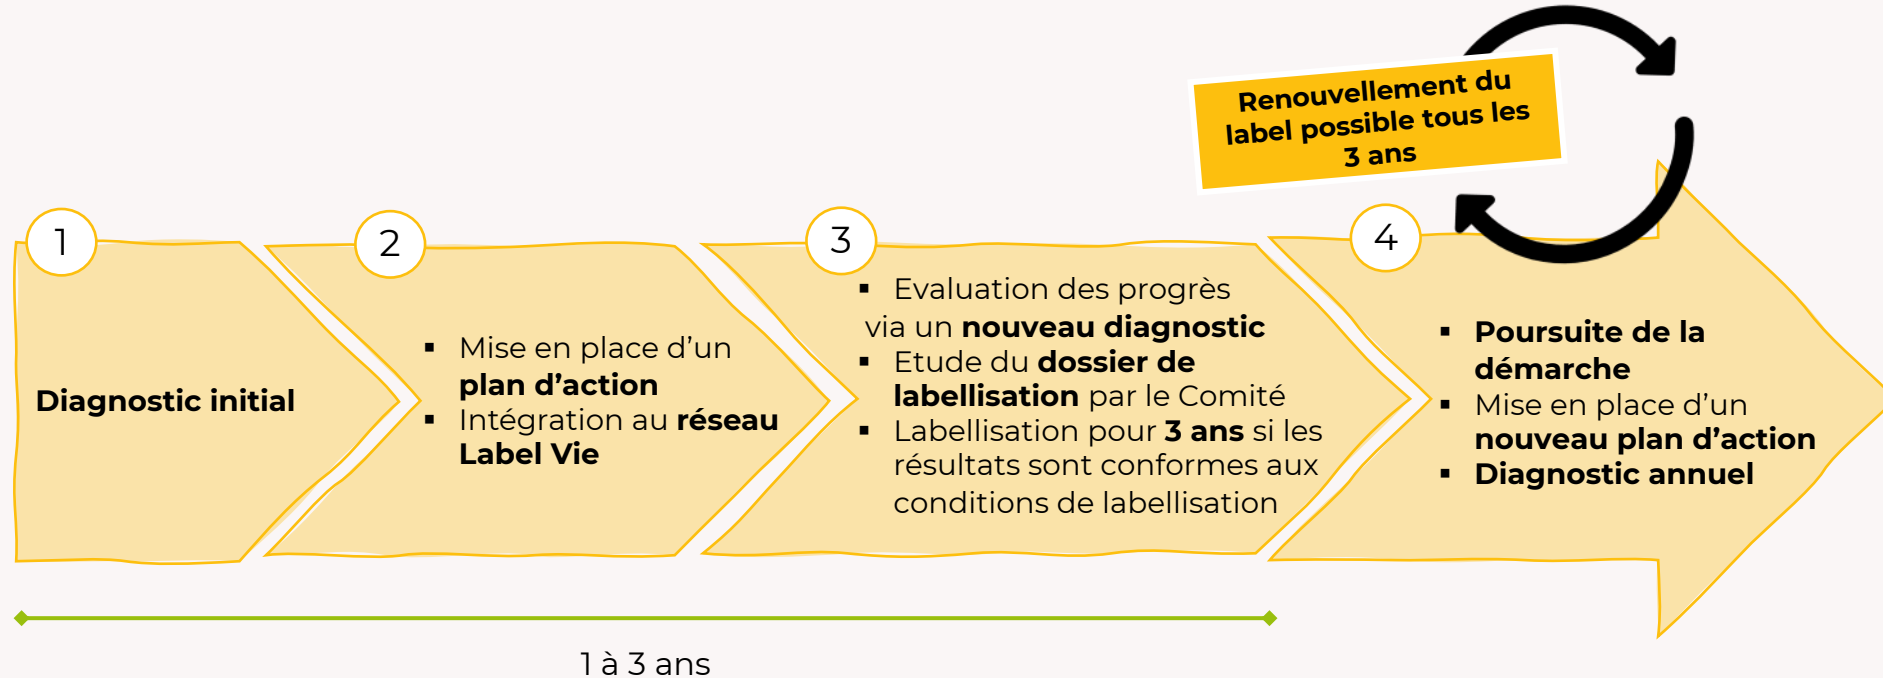 Renouvellement du
label possible tous les
3 ans
1
Diagnostic initial
2
▪ Mise en place d’un
plan d’action
▪ Intégration au réseau
Label Vie
3
▪ Evaluation des progrès
via un nouveau diagnostic
▪ Etude du dossier de
labellisation par le Comité
▪ Labellisation pour 3 ans si les
résultats sont conformes aux
conditions de labellisation
4
▪ Poursuite de la
démarche
▪ Mise en place d’un
nouveau plan d’action
▪ Diagnostic annuel
1 à 3 ans